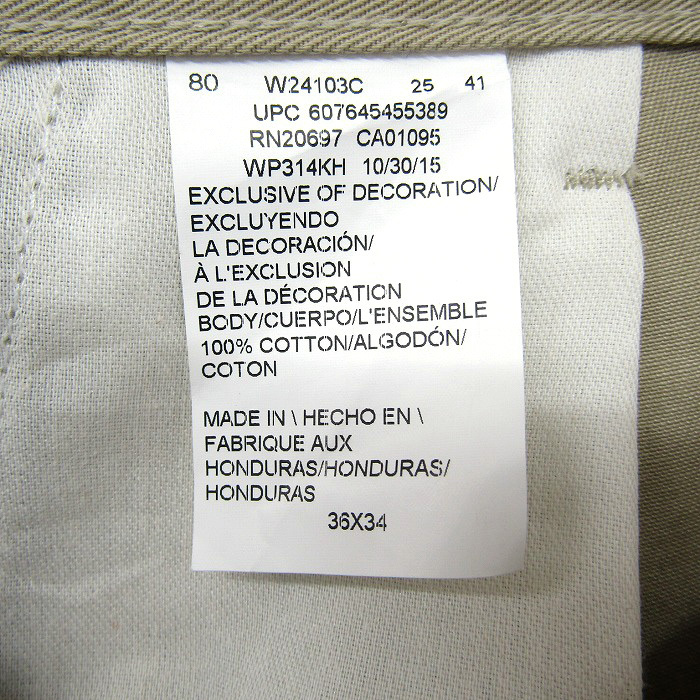 80 W24103C 25 41
UPC 607645455389
RN20697 CA01095
WP314KH 10/30/15
EXCLUSIVE OF DECORATION/
EXCLUYENDO
LA DECORACIÓN/
À L'EXCLUSION
DE LA DÉCORATION
BODY/CUERPO/L'ENSEMBLE
100% COTTON/ALGODÓN/
COTON
MADE IN \ HECHO EN \
FABRIQUE AUX
HONDURAS/HONDURAS/
HONDURAS
36X34